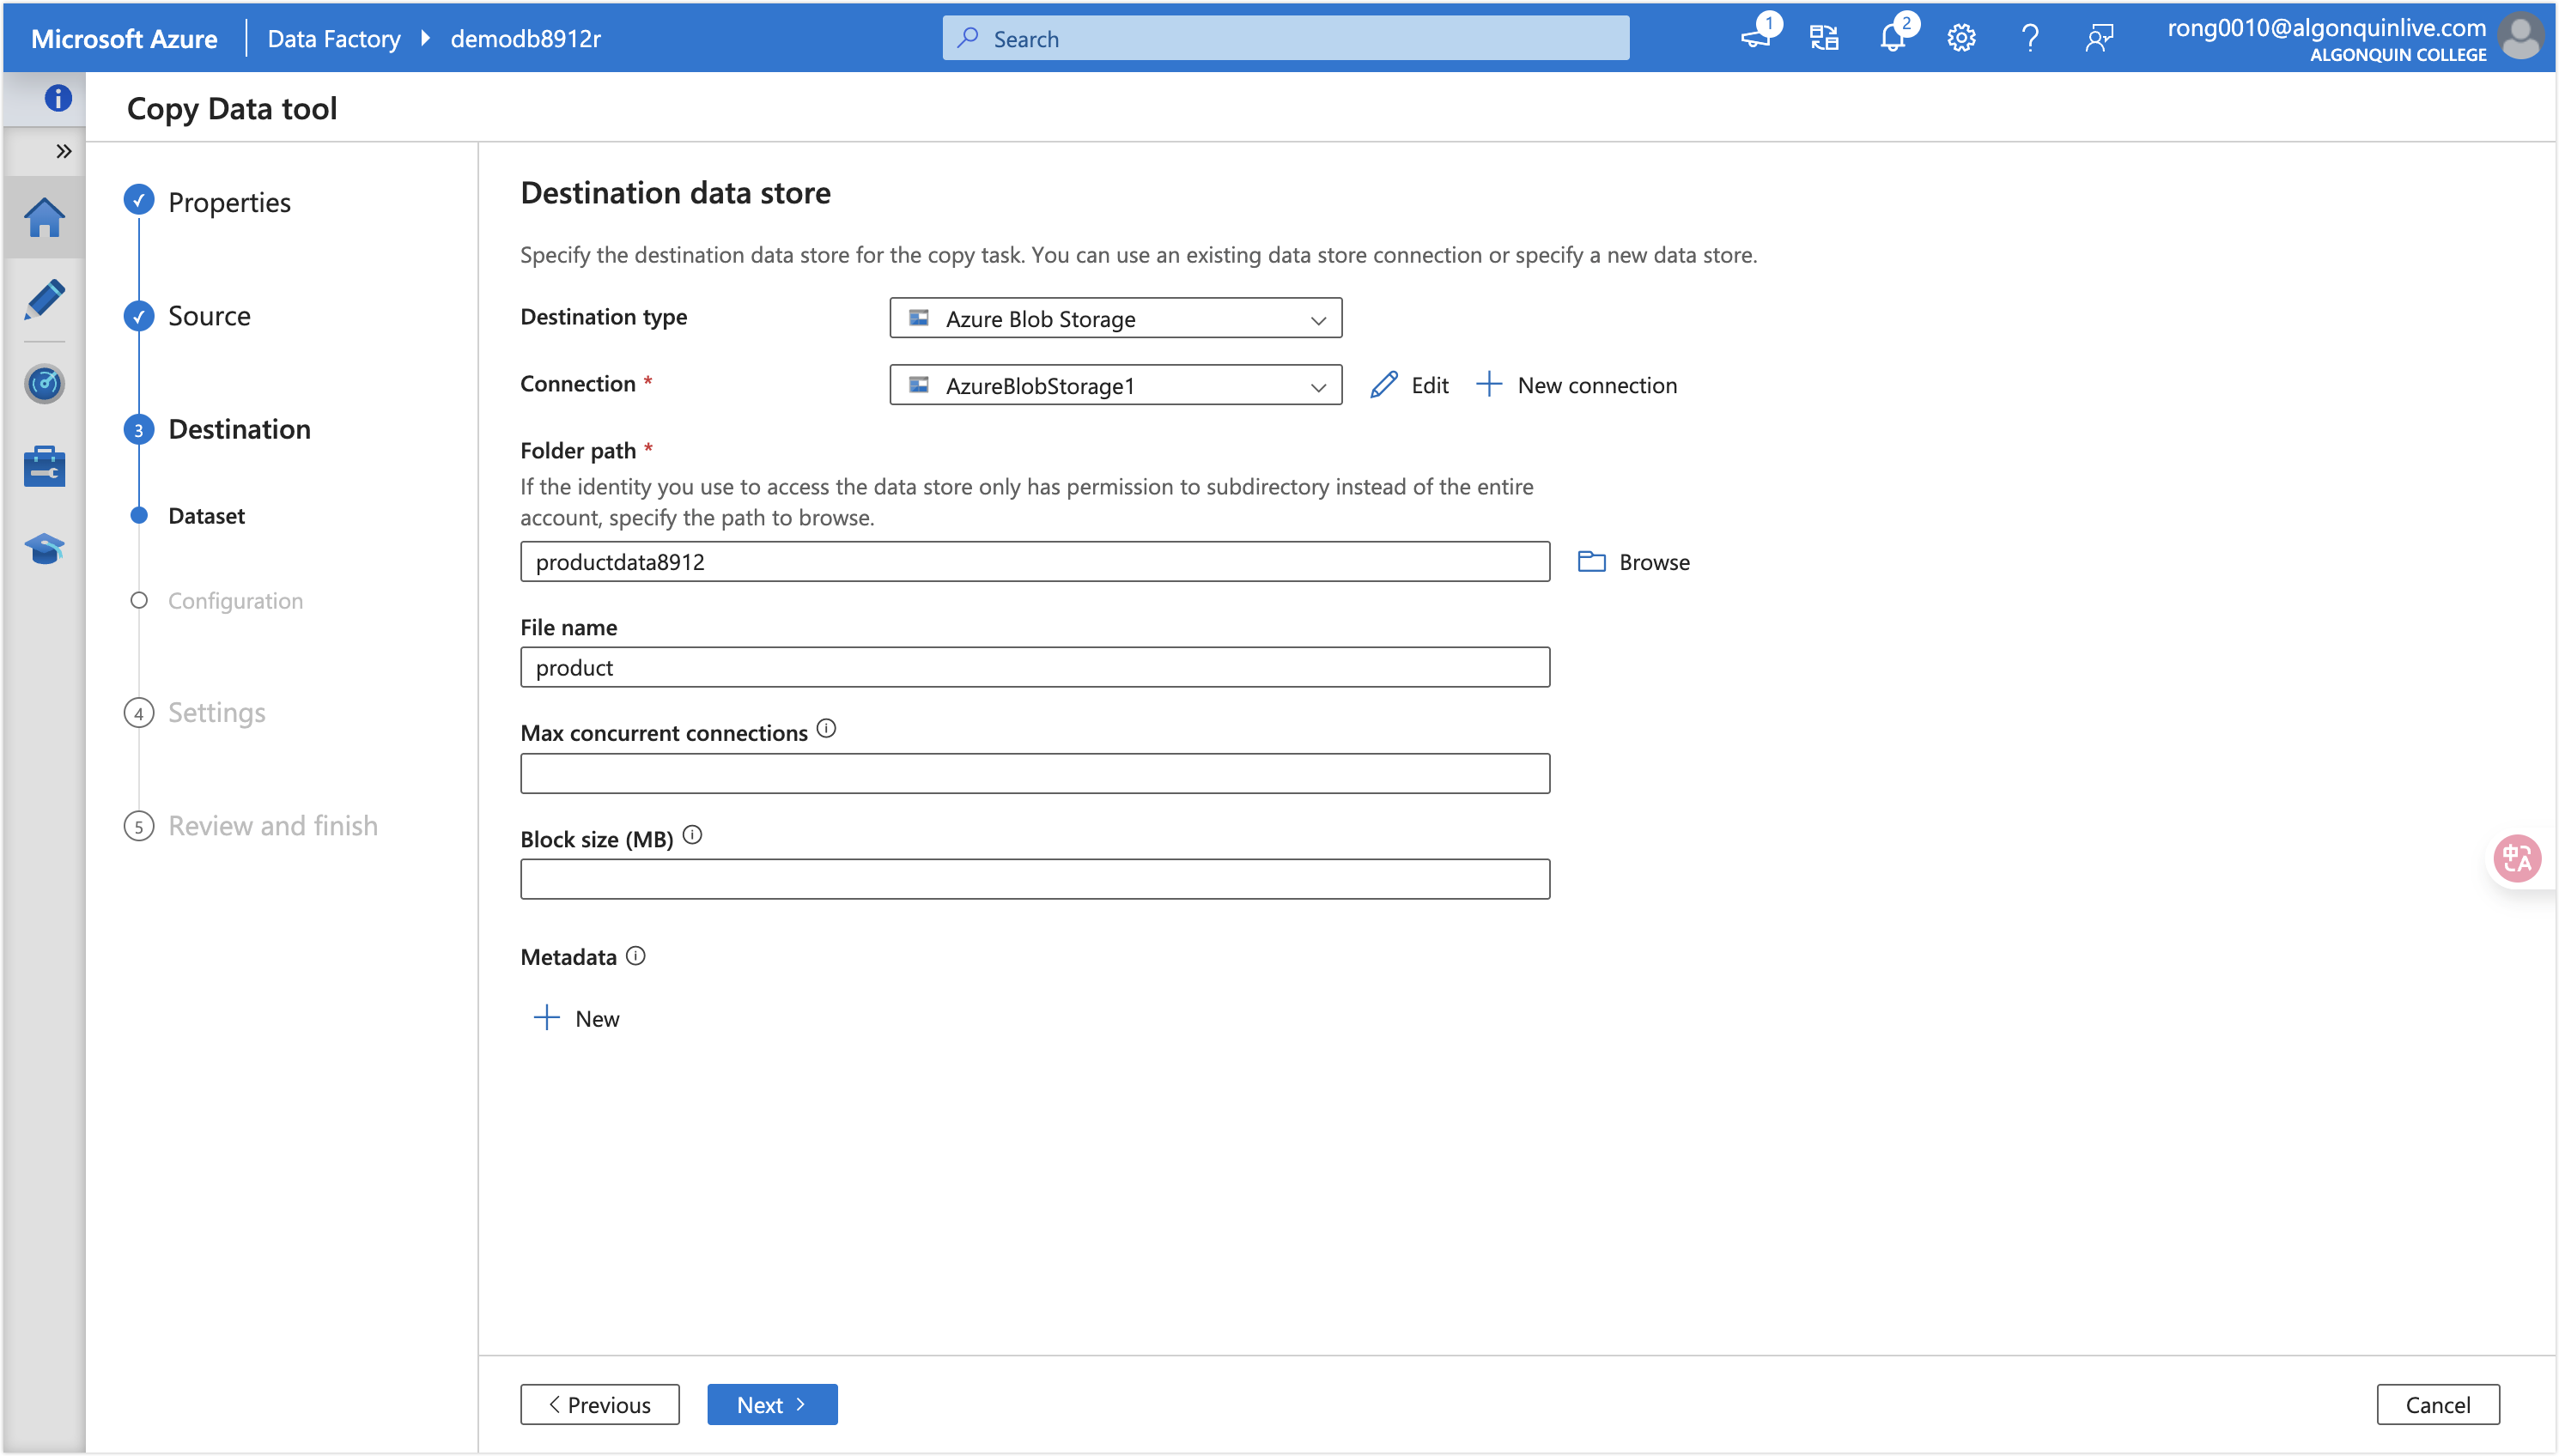 Microsoft Azure
Data Factory
demodb8912r
Search
1
2
rong0010@algonquinlive.com
ALGONQUIN COLLEGE
Copy Data tool
Properties
Source
3 Destination
Dataset
Configuration
4 Settings
5 Review and finish
Destination data store
Specify the destination data store for the copy task. You can use an existing data store connection or specify a new data store.
Destination type
Azure Blob Storage
Connection *
AzureBlobStorage1
Edit
New connection
Folder path *
If the identity you use to access the data store only has permission to subdirectory instead of the entire
account, specify the path to browse.
productdata8912
Browse
File name
product
Max concurrent connections
Block size (MB)
Metadata
New
中A
Previous
Next
Cancel